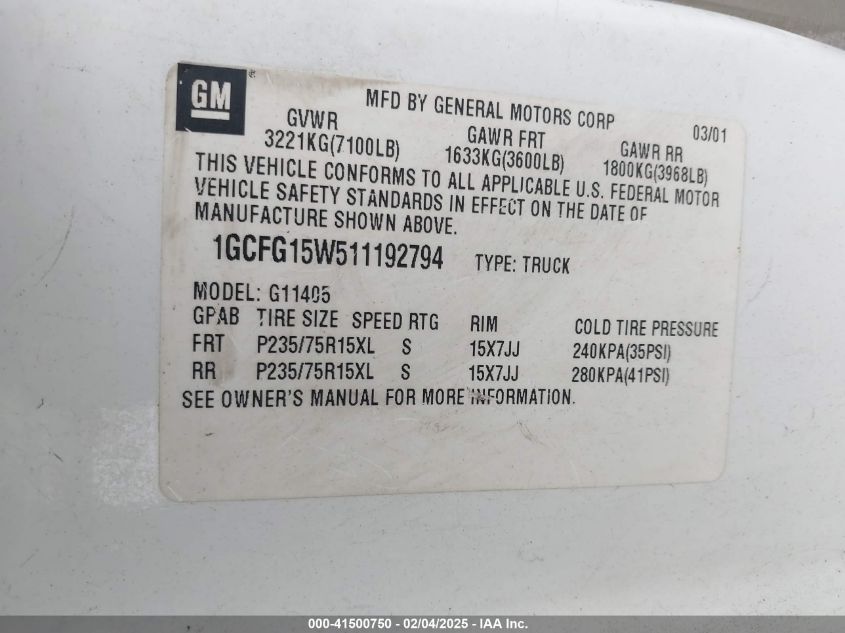 GM
MFD BY GENERAL MOTORS CORP 03/01
GVWR GAWR FRT GAWR RR
3221KG(7100LB) 1633KG(3600LB) 1800KG(3968LB)
THIS VEHICLE CONFORMS TO ALL APPLICABLE U.S. FEDERAL MOTOR
VEHICLE SAFETY STANDARDS IN EFFECT ON THE DATE OF
MANUFACTURE SHOWN ABOVE.
1GCFG15W511192794 TYPE: TRUCK
MODEL: G11405
GPAB TIRE SIZE SPEED RTG RIM COLD TIRE PRESSURE
FRT P235/75R15XL S 15X7JJ 240KPA(35PSI)
RR P235/75R15XL S 15X7JJ 280KPA(41PSI)
SEE OWNER'S MANUAL FOR MORE INFORMATION.
000-41500750 - 02/04/2025 - IAA Inc.